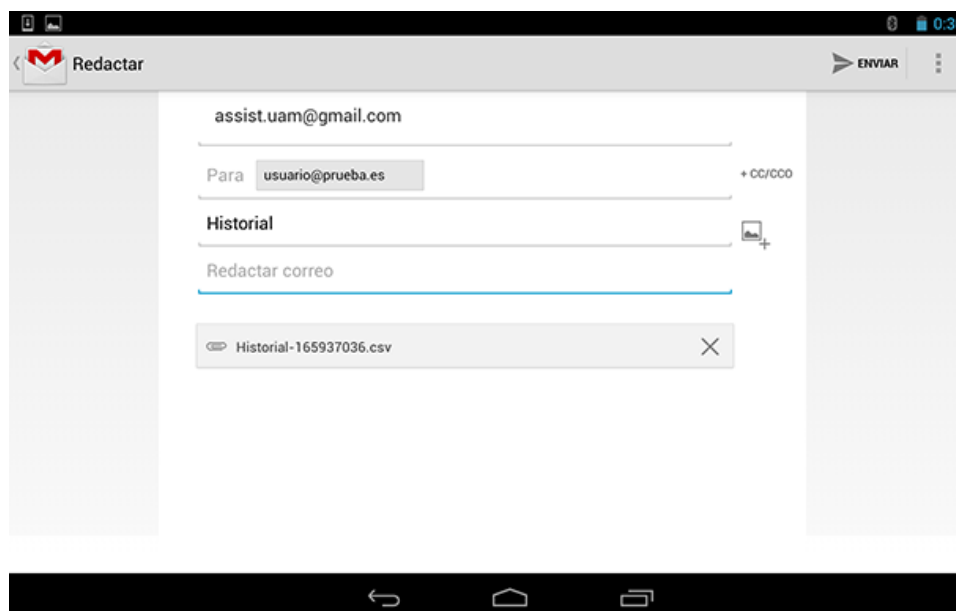 0:3
Redactar
ENVIAR
assist.uam@gmail.com
Para usuario@prueba.es + CC/CCO
Historial
Redactar correo
Historial-165937036.csv